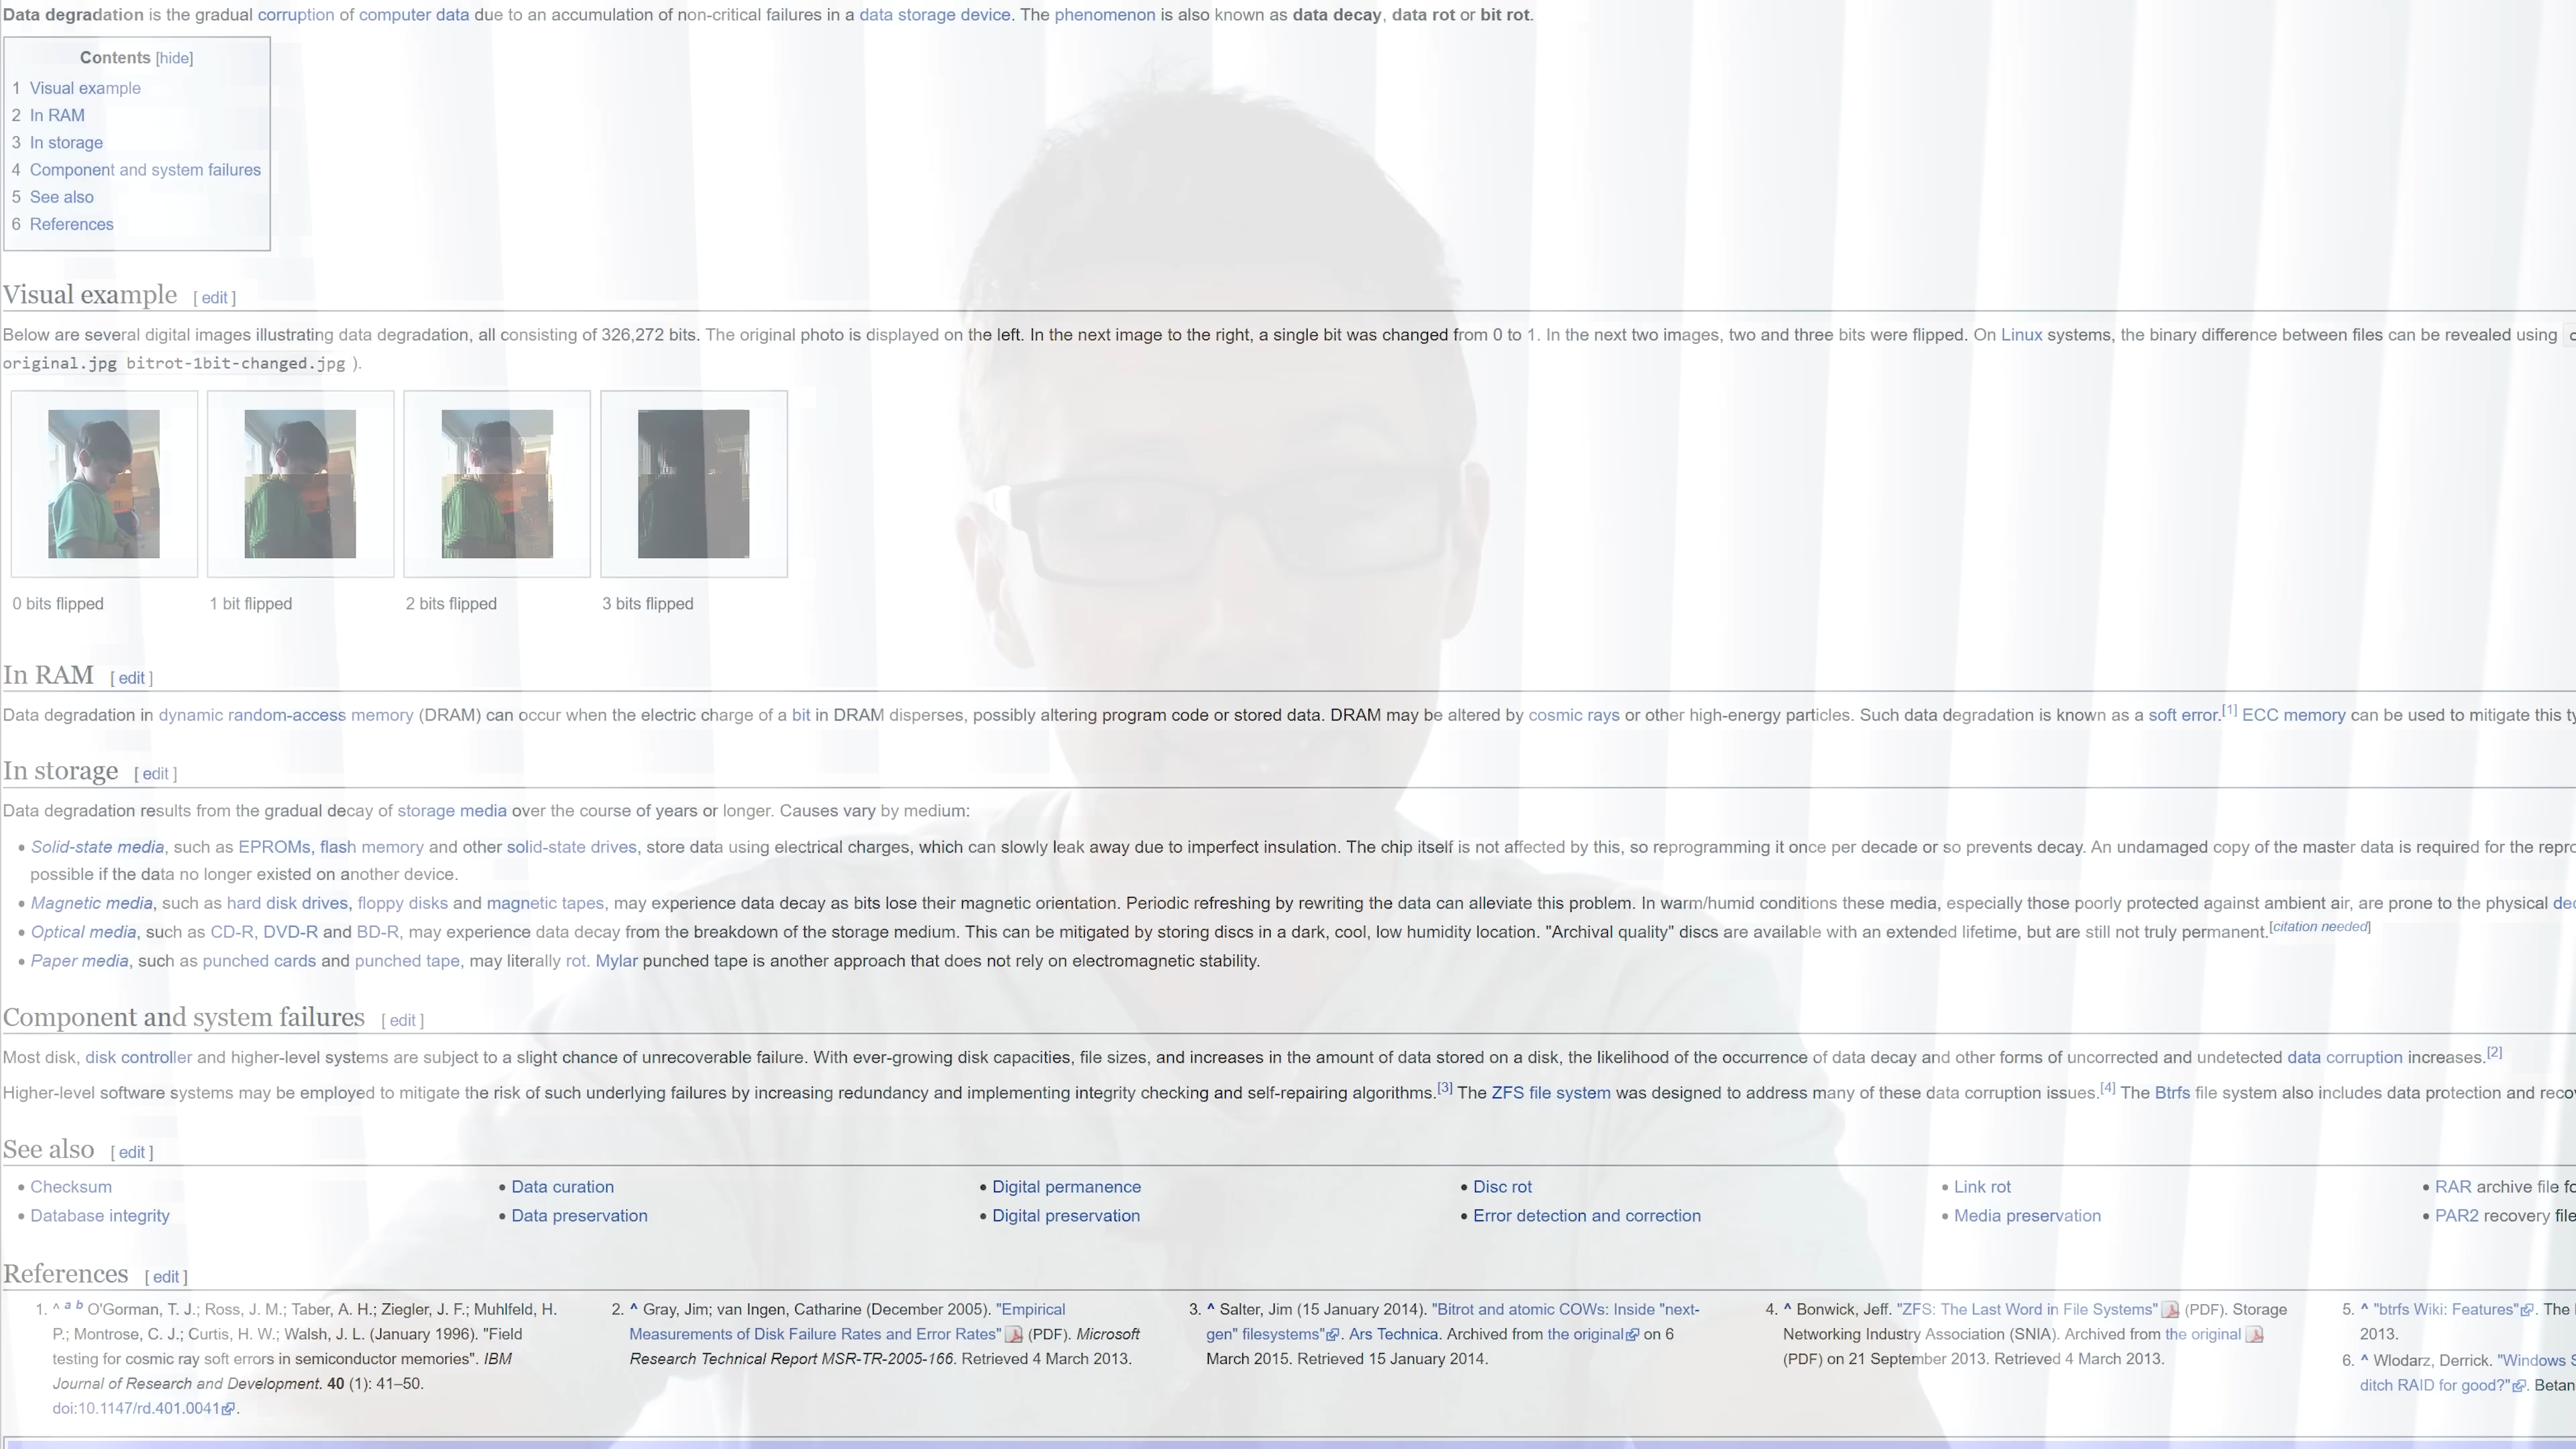 Data degradation is the gradual corruption of computer data due to an accumulation of non-critical failures in a data storage device. The phenomenon is also known as data decay, data rot or bit rot.
Contents [hide]
1 Visual example
2 In RAM
3 In storage
4 Component and system failures
5 See also
6 References
Visual example [ edit ]
Below are several digital images illustrating data degradation, all consisting of 326,272 bits. The original photo is displayed on the left. In the next image to the right, a single bit was changed from 0 to 1. In the next two images, two and three bits were flipped. On Linux systems, the binary difference between files can be revealed using
original.jpg bitrot-1bit-changed.jpg ).
0 bits flipped 1 bit flipped 2 bits flipped 3 bits flipped
In RAM [ edit ]
Data degradation in dynamic random-access memory (DRAM) can occur when the electric charge of a bit in DRAM disperses, possibly altering program code or stored data. DRAM may be altered by cosmic rays or other high-energy particles. Such data degradation is known as a soft error.[1] ECC memory can be used to mitigate this
In storage [ edit ]
Data degradation results from the gradual decay of storage media over the course of years or longer. Causes vary by medium:
• Solid-state media, such as EPROMs, flash memory and other solid-state drives, store data using electrical charges, which can slowly leak away due to imperfect insulation. The chip itself is not affected by this, so reprogramming it once per decade or so prevents decay. An undamaged copy of the master data is required for the
possible if the data no longer existed on another device.
• Magnetic media, such as hard disk drives, floppy disks and magnetic tapes, may experience data decay as bits lose their magnetic orientation. Periodic refreshing by rewriting the data can alleviate this problem. In warm/humid conditions these media, especially those poorly protected against ambient air, are prone to the physical
• Optical media, such as CD-R, DVD-R and BD-R, may experience data decay from the breakdown of the storage medium. This can be mitigated by storing discs in a dark, cool, low humidity location. "Archival quality" discs are available with an extended lifetime, but are still not truly permanent.[citation needed]
• Paper media, such as punched cards and punched tape, may literally rot. Mylar punched tape is another approach that does not rely on electromagnetic stability.
Component and system failures [ edit ]
Most disk, disk controller and higher-level systems are subject to a slight chance of unrecoverable failure. With ever-growing disk capacities, file sizes, and increases in the amount of data stored on a disk, the likelihood of the occurrence of data decay and other forms of uncorrected and undetected data corruption increases.[2]
Higher-level software systems may be employed to mitigate the risk of such underlying failures by increasing redundancy and implementing integrity checking and self-repairing algorithms.[3] The ZFS file system was designed to address many of these data corruption issues.[4] The Btrfs file system also includes data protection and
See also [ edit ]
• Checksum • Data curation • Digital permanence • Disc rot • Link rot • RAR archive file
• Database integrity • Data preservation • Digital preservation • Error detection and correction • Media preservation • PAR2 recovery file
References [ edit ]
1. ^ a b O'Gorman, T. J.; Ross, J. M.; Taber, A. H.; Ziegler, J. F.; Muhlfeld, H.
P.; Montrose, C. J.; Curtis, H. W.; Walsh, J. L. (January 1996). "Field
testing for cosmic ray soft errors in semiconductor memories". IBM
Journal of Research and Development. 40 (1): 41–50.
doi:10.1147/rd.401.0041.
2. ^ Gray, Jim; van Ingen, Catharine (December 2005). "Empirical
Measurements of Disk Failure Rates and Error Rates" (PDF). Microsoft
Research Technical Report MSR-TR-2005-166. Retrieved 4 March 2013.
3. ^ Salter, Jim (15 January 2014). "Bitrot and atomic COWs: Inside "next-
gen" filesystems". Ars Technica. Archived from the original on 6
March 2015. Retrieved 15 January 2014.
4. ^ Bonwick, Jeff. "ZFS: The Last Word in File Systems" (PDF). Storage
Networking Industry Association (SNIA). Archived from the original
(PDF) on 21 September 2013. Retrieved 4 March 2013.
5. ^ "btrfs Wiki: Features". The
2013.
6. ^ Wlodarz, Derrick. "Windows
ditch RAID for good?".